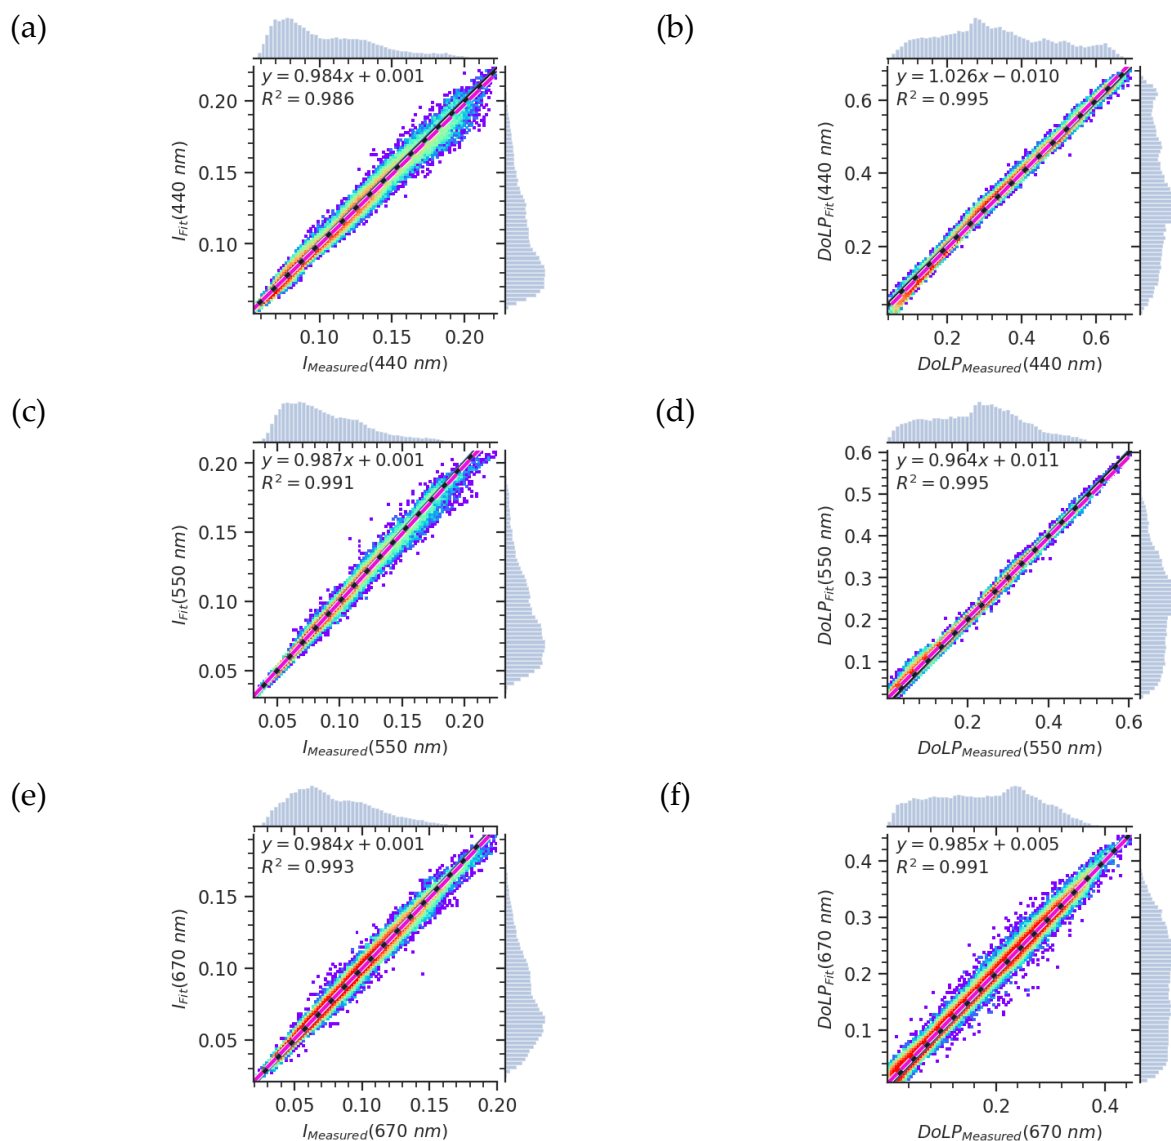 (a)
y = 0.984x + 0.001
R² = 0.986
0.20
0.15
0.10
I_Fit(440 nm)
0.10 0.15 0.20
I_Measured(440 nm)
(b)
y = 1.026x − 0.010
R² = 0.995
0.6
0.4
0.2
DoLP_Fit(440 nm)
0.2 0.4 0.6
DoLP_Measured(440 nm)
(c)
y = 0.987x + 0.001
R² = 0.991
0.20
0.15
0.10
0.05
I_Fit(550 nm)
0.05 0.10 0.15 0.20
I_Measured(550 nm)
(d)
y = 0.964x + 0.011
R² = 0.995
0.6
0.5
0.4
0.3
0.2
0.1
DoLP_Fit(550 nm)
0.2 0.4 0.6
DoLP_Measured(550 nm)
(e)
y = 0.984x + 0.001
R² = 0.993
0.15
0.10
0.05
I_Fit(670 nm)
0.05 0.10 0.15 0.20
I_Measured(670 nm)
(f)
y = 0.985x + 0.005
R² = 0.991
0.4
0.3
0.2
0.1
DoLP_Fit(670 nm)
0.2 0.4
DoLP_Measured(670 nm)